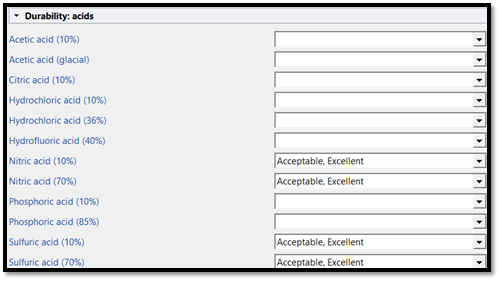 Durability: acids
Acetic acid (10%)
Acetic acid (glacial)
Citric acid (10%)
Hydrochloric acid (10%)
Hydrochloric acid (36%)
Hydrofluoric acid (40%)
Nitric acid (10%) Acceptable, Excellent
Nitric acid (70%) Acceptable, Excellent
Phosphoric acid (10%)
Phosphoric acid (85%)
Sulfuric acid (10%) Acceptable, Excellent
Sulfuric acid (70%) Acceptable, Excellent